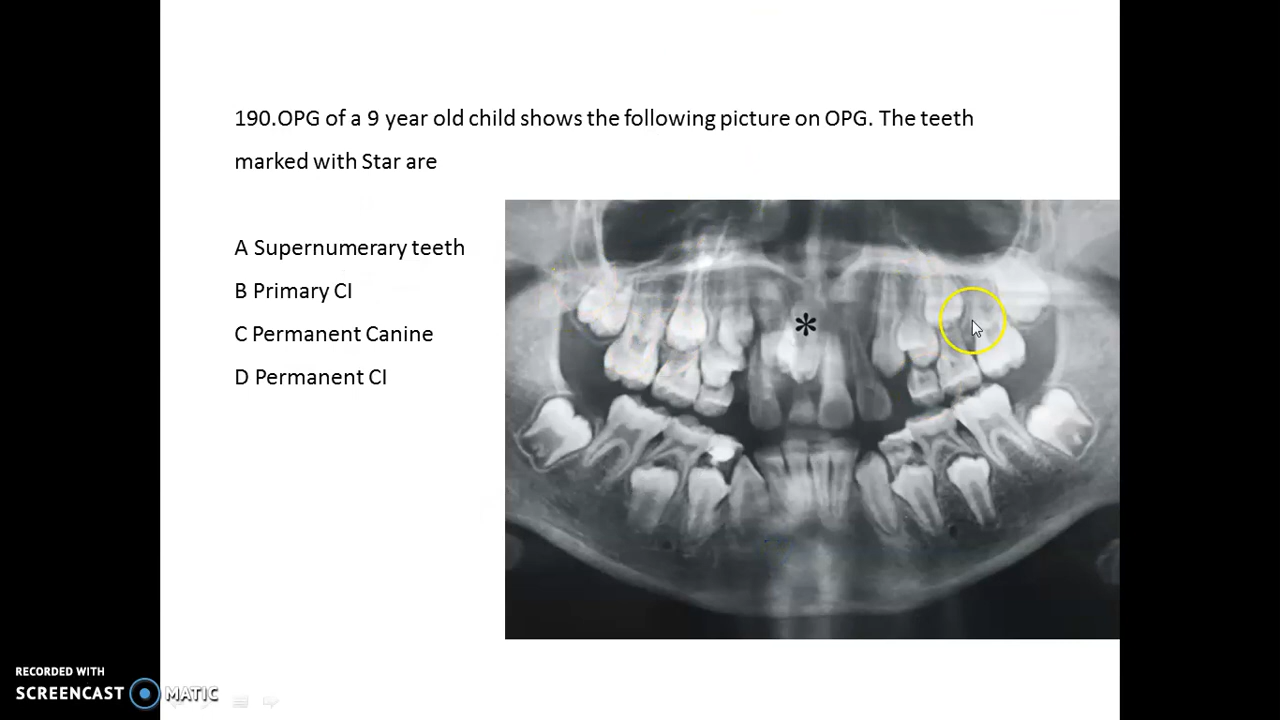 190.OPG of a 9 year old child shows the following picture on OPG. The teeth
marked with Star are
A Supernumerary teeth
B Primary CI
C Permanent Canine
D Permanent CI
*
RECORDED WITH
SCREENCAST MATIC